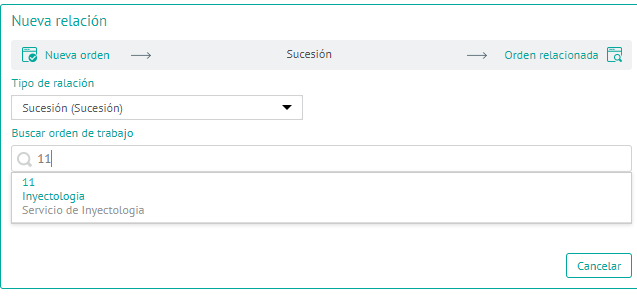 Nueva relación
Nueva orden → Sucesión → Orden relacionada
Tipo de ralación
Sucesión (Sucesión)
Buscar orden de trabajo
11
11
Inyectologia
Servicio de Inyectologia
Cancelar